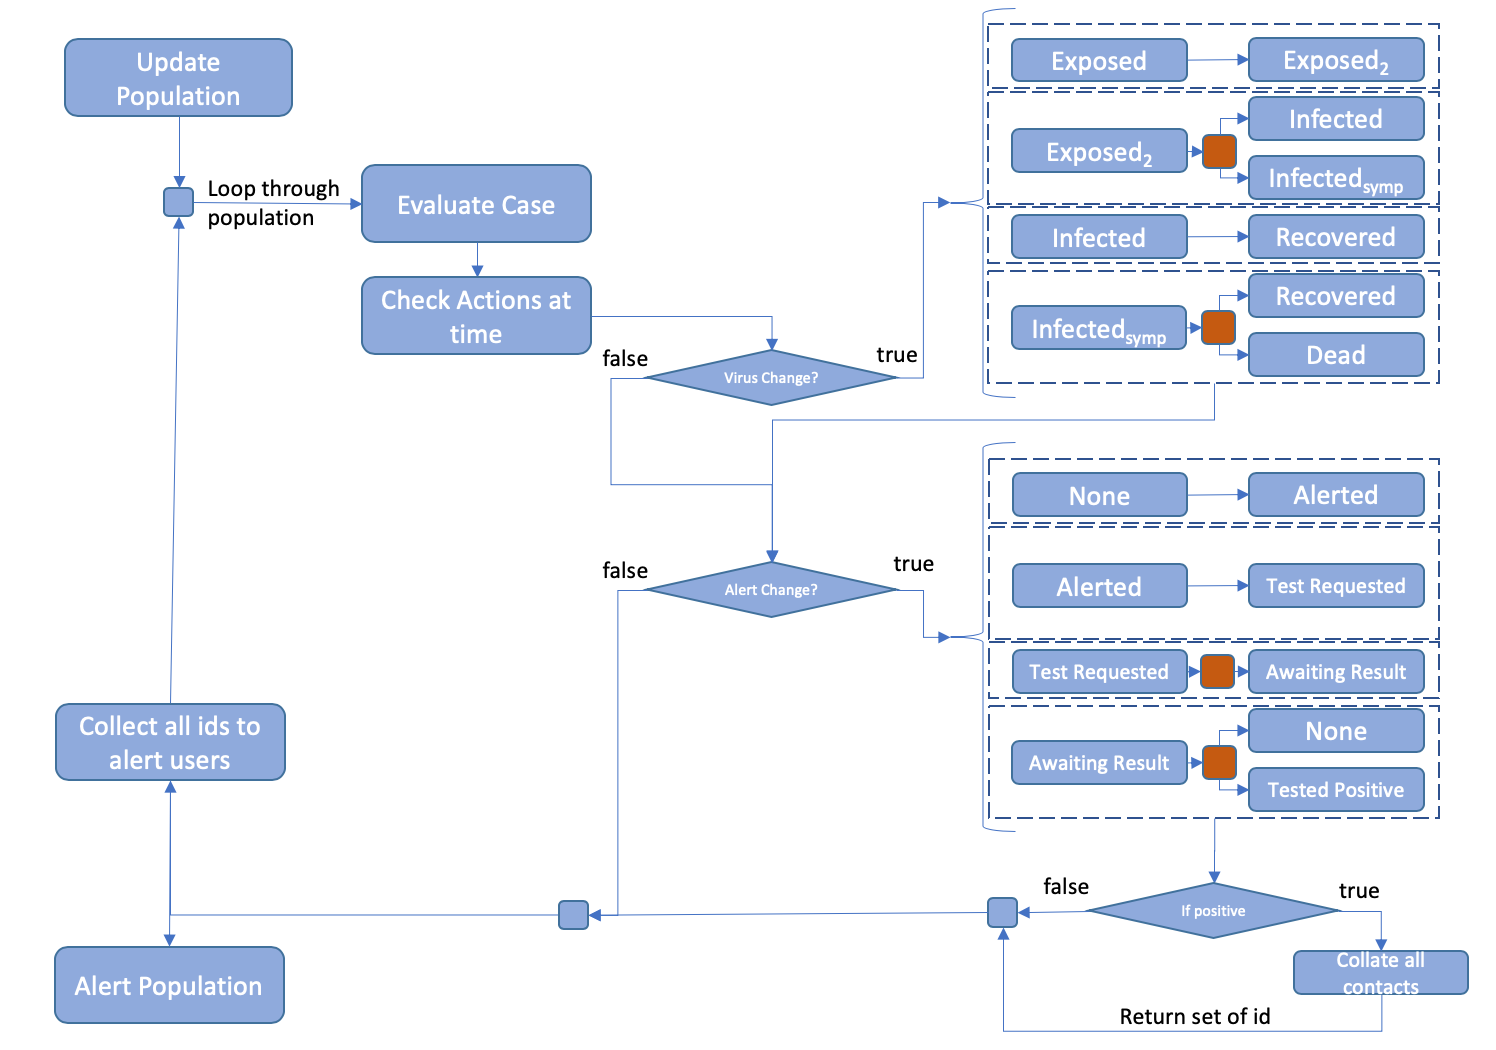 Update
Population
Loop through
population
Evaluate Case
Check Actions at
time
false
Virus Change?
true
Exposed
Exposed2
Exposed2
Infected
Infectedsymp
Infected
Recovered
Infectedsymp
Recovered
Dead
false
Alert Change?
true
None
Alerted
Alerted
Test Requested
Test Requested
Awaiting Result
Awaiting Result
None
Tested Positive
Collect all ids to
alert users
Alert Population
false
If positive
true
Collate all
contacts
Return set of id